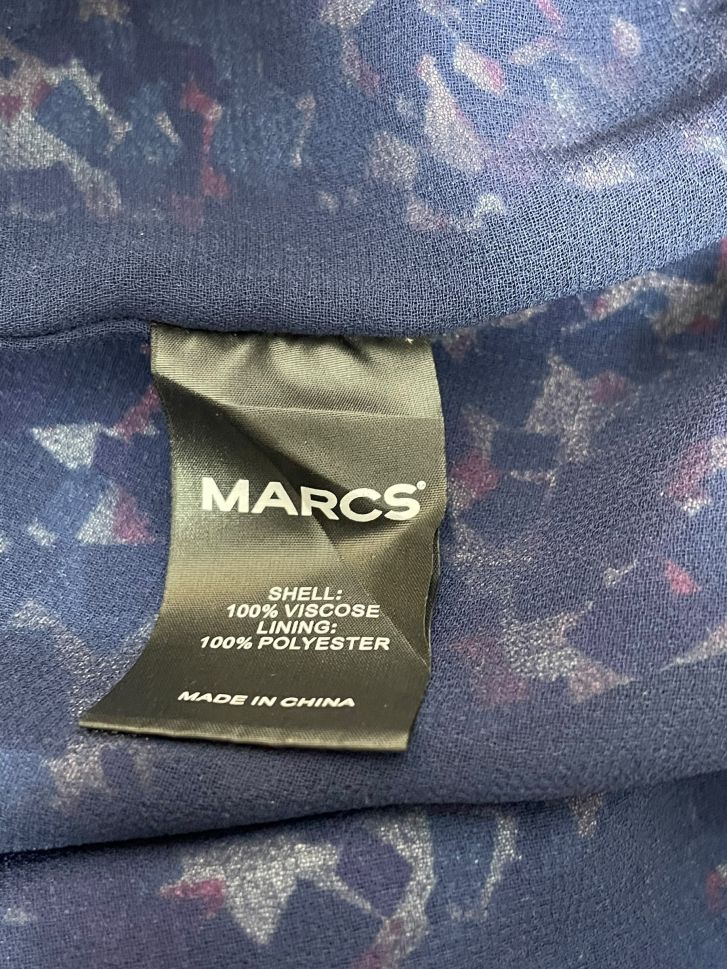 MARCS
SHELL:
100% VISCOSE
LINING:
100% POLYESTER
MADE IN CHINA